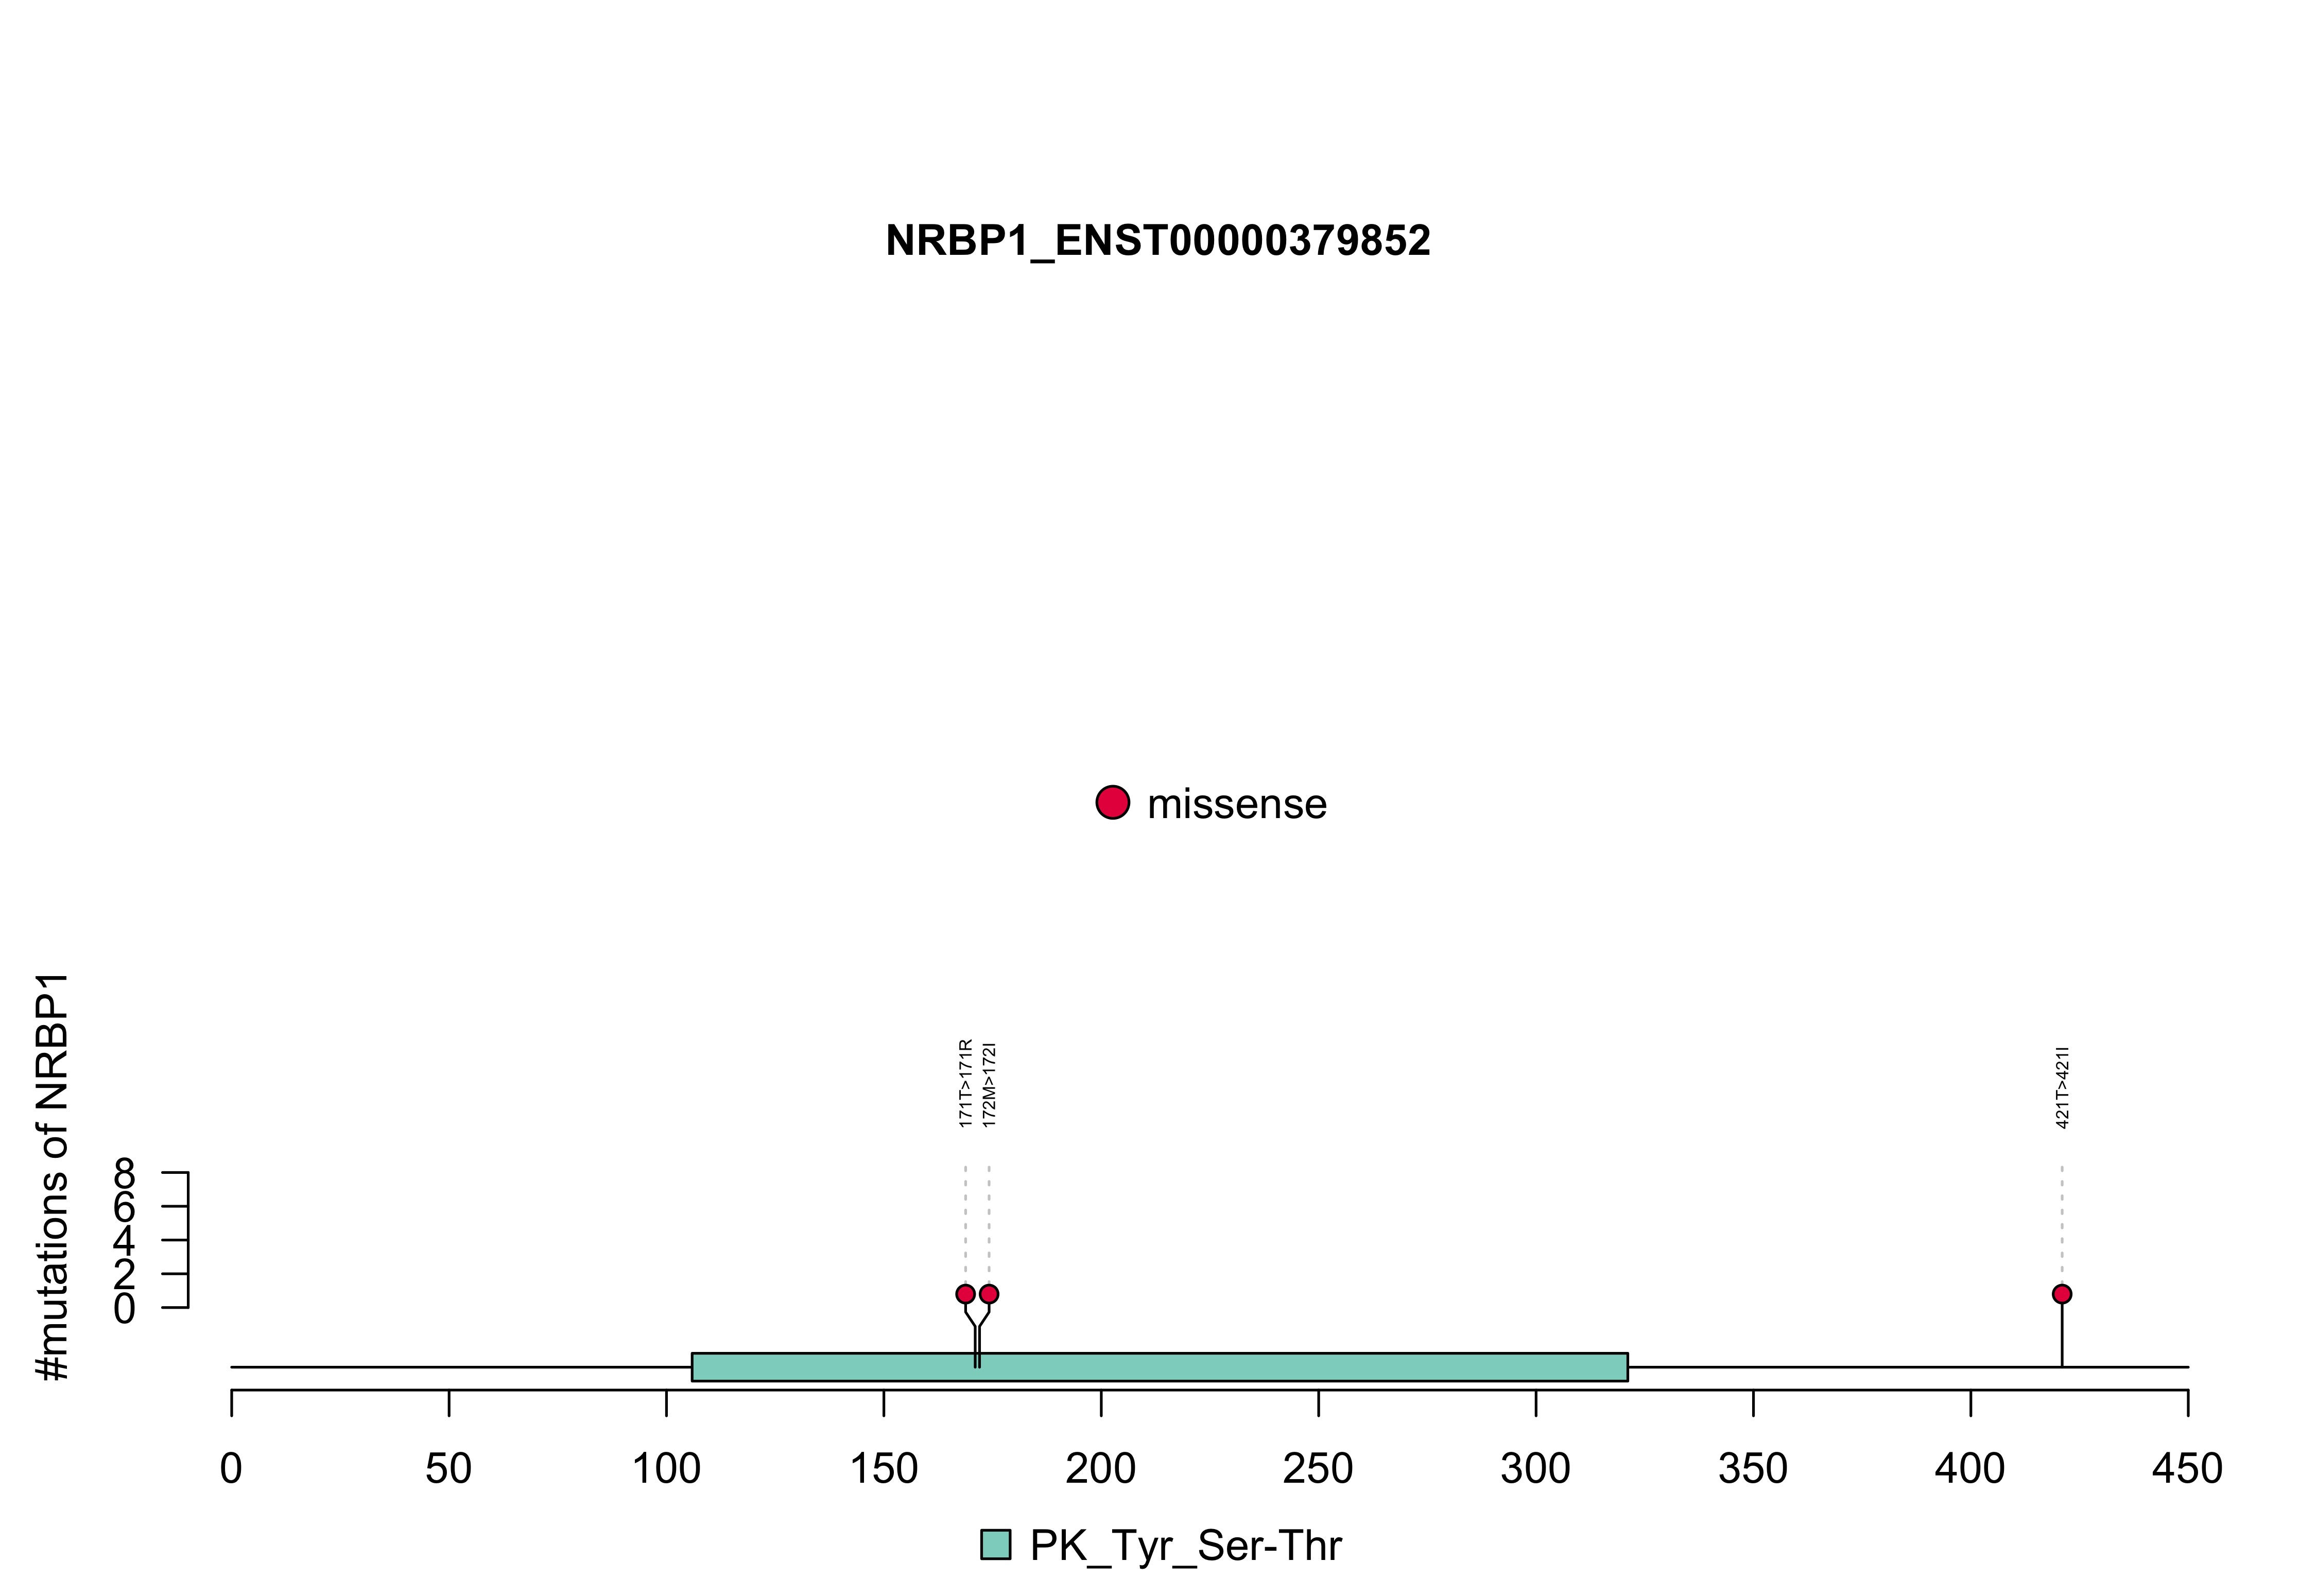 NRBP1_ENST00000379852
missense
#mutations of NRBP1
171T>171R
172M>172I
421T>421I
8
6
4
2
0
0 50 100 150 200 250 300 350 400 450
PK_Tyr_Ser-Thr